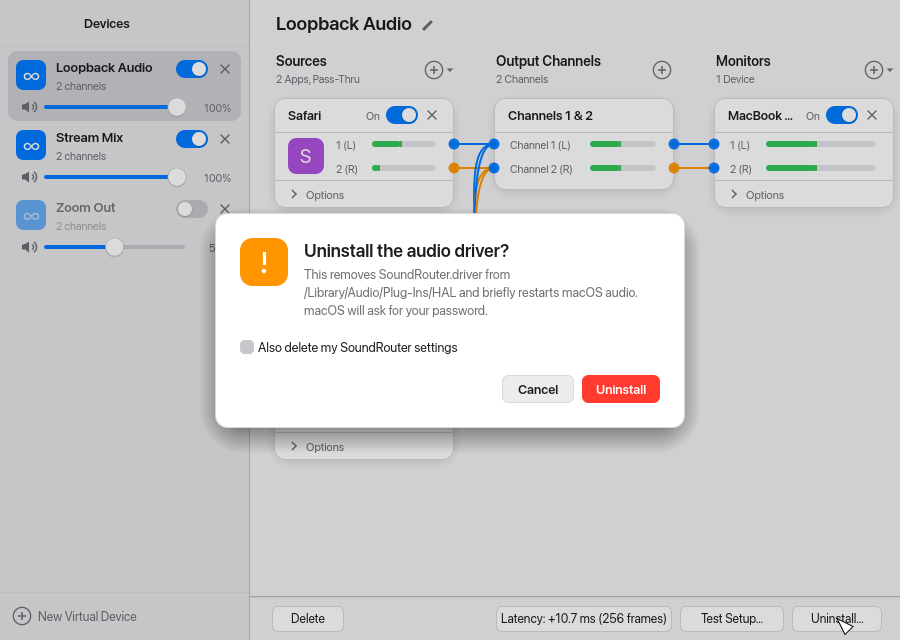 Devices
Loopback Audio
2 channels
100%
Stream Mix
2 channels
100%
Zoom Out
2 channels
New Virtual Device
Loopback Audio
Sources
2 Apps, Pass-Thru
Output Channels
2 Channels
Monitors
1 Device
Safari
On
S
1 (L)
2 (R)
Options
Channels 1 & 2
Channel 1 (L)
Channel 2 (R)
MacBook ...
On
1 (L)
2 (R)
Options
Uninstall the audio driver?
This removes SoundRouter.driver from
/Library/Audio/Plug-Ins/HAL and briefly restarts macOS audio.
macOS will ask for your password.
Also delete my SoundRouter settings
Cancel
Uninstall
Options
Delete
Latency: +10.7 ms (256 frames)
Test Setup...
Uninstall...